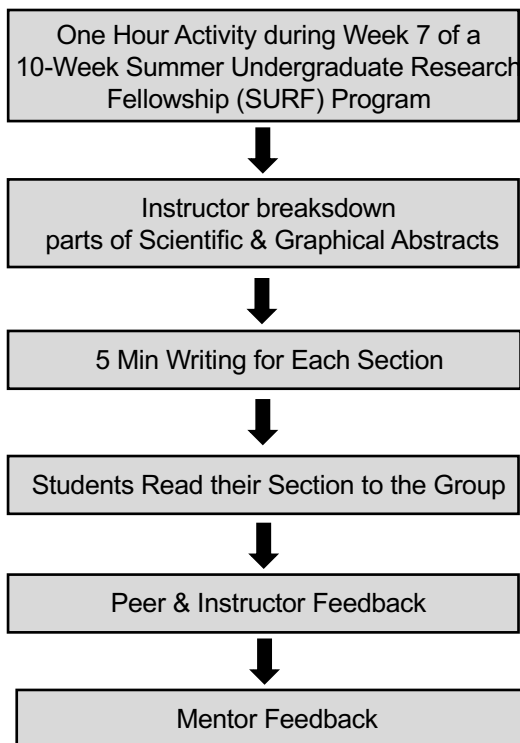 One Hour Activity during Week 7 of a
10-Week Summer Undergraduate Research
Fellowship (SURF) Program
Instructor breaksdown
parts of Scientific & Graphical Abstracts
5 Min Writing for Each Section
Students Read their Section to the Group
Peer & Instructor Feedback
Mentor Feedback